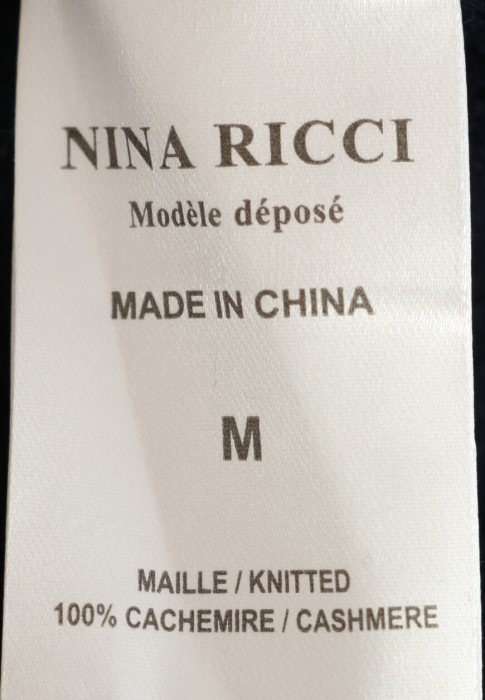 NINA RICCI
Modèle déposé
MADE IN CHINA
M
MAILLE / KNITTED
100% CACHEMIRE / CASHMERE